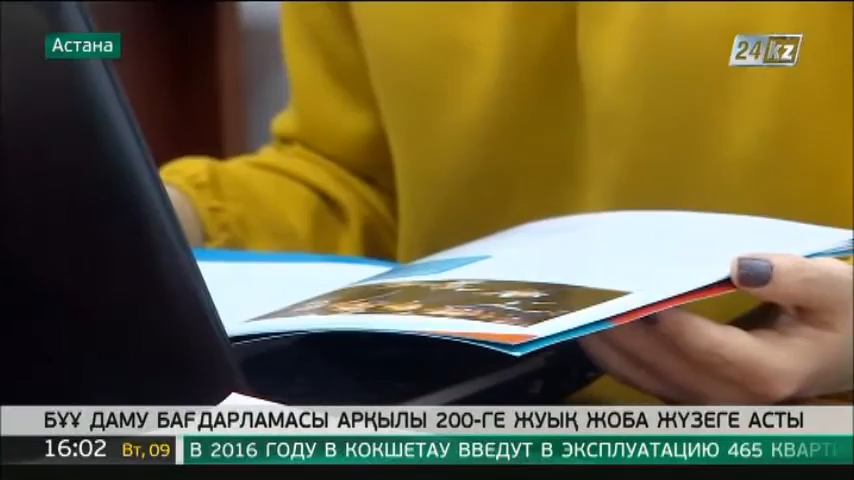 Астана
24kz
БҰҰ ДАМУ БАҒДАРЛАМАСЫ АРҚЫЛЫ 200-ГЕ ЖУЫҚ ЖОБА ЖҮЗЕГЕ АСТЫ
16:02 Вт, 09 В 2016 ГОДУ В КОКШЕТАУ ВВЕДУТ В ЭКСПЛУАТАЦИЮ 465